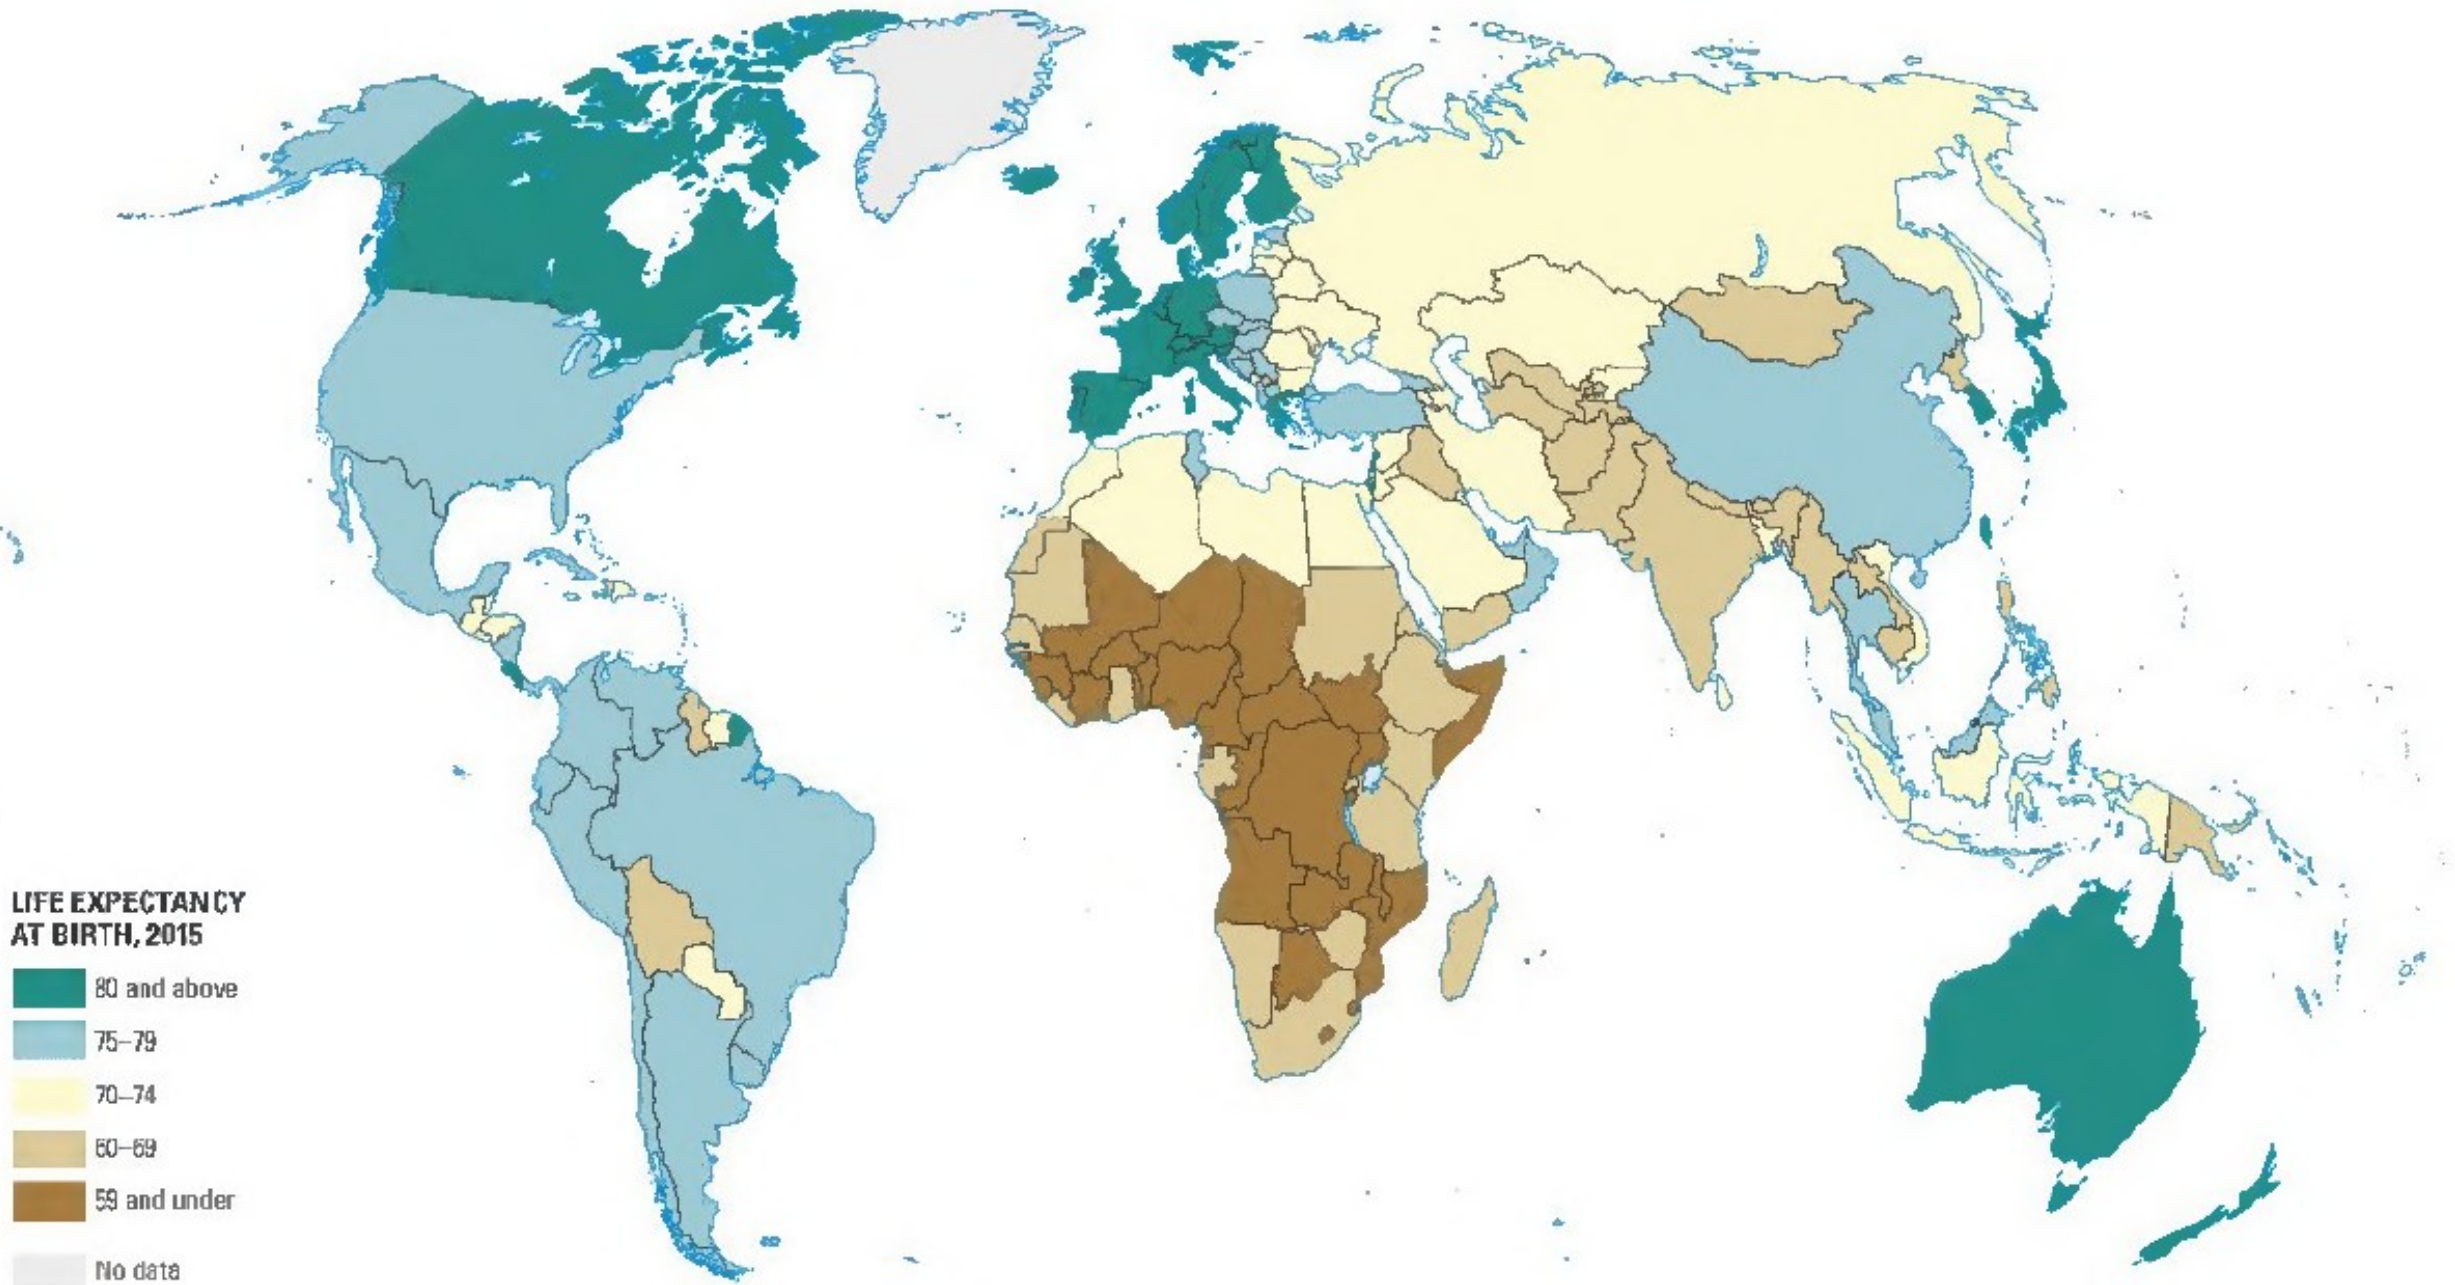 LIFE EXPECTANCY
AT BIRTH, 2015
80 and above
75–79
70–74
60–69
59 and under
No data